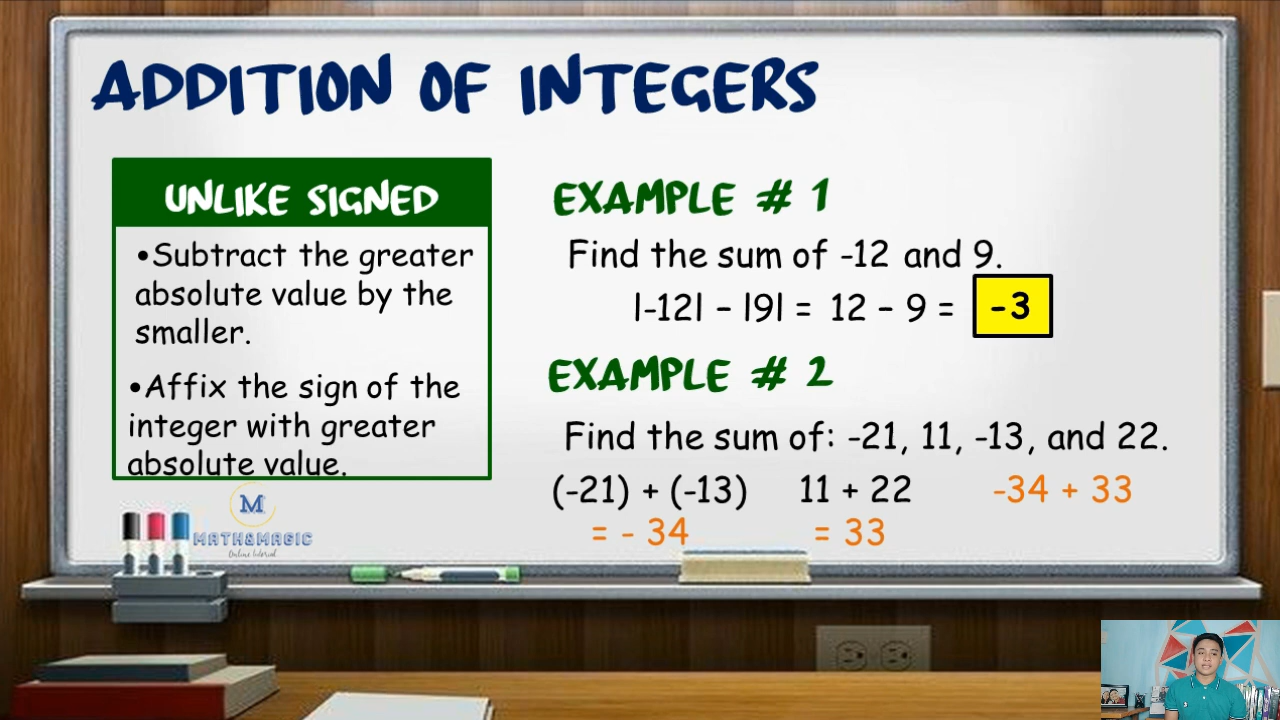 ADDITION OF INTEGERS
UNLIKE SIGNED
•Subtract the greater
absolute value by the
smaller.
•Affix the sign of the
integer with greater
absolute value.
EXAMPLE # 1
Find the sum of -12 and 9.
|-12| – |9| = 12 – 9 = -3
EXAMPLE # 2
Find the sum of: -21, 11, -13, and 22.
(-21) + (-13) 11 + 22 -34 + 33
= - 34 = 33
M
MATH&MAGIC
Online Tutorial